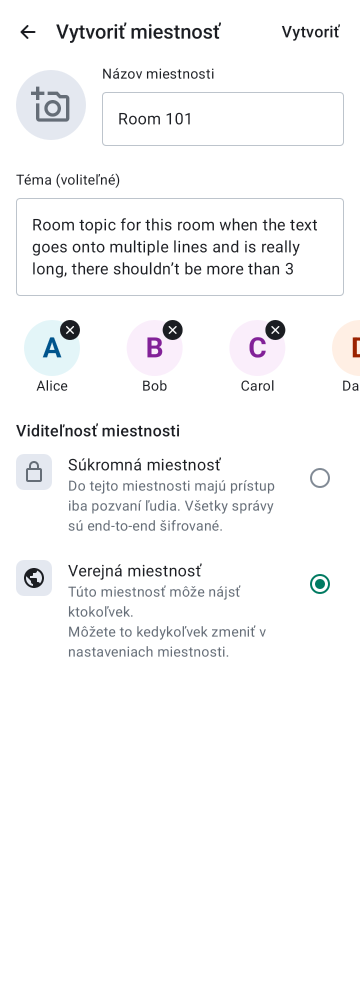 Vytvoriť miestnosť
Vytvoriť
Názov miestnosti
Room 101
Téma (voliteľné)
Room topic for this room when the text
goes onto multiple lines and is really
long, there shouldn’t be more than 3
A
B
C
Alice
Bob
Carol
Da
Viditeľnosť miestnosti
Súkromná miestnosť
Do tejto miestnosti majú prístup
iba pozvaní ľudia. Všetky správy
sú end-to-end šifrované.
Verejná miestnosť
Túto miestnosť môže nájsť
ktokoľvek.
Môžete to kedykoľvek zmeniť v
nastaveniach miestnosti.